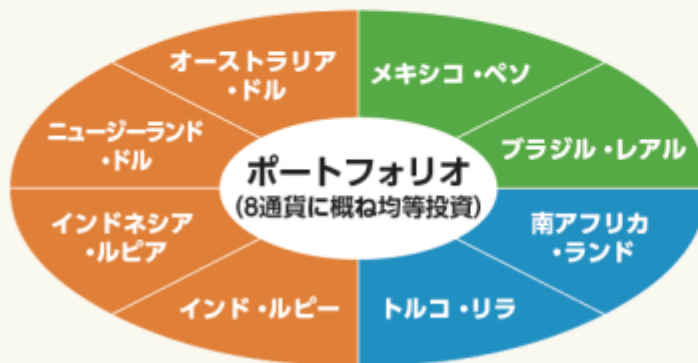 オーストラリア
・ドル
メキシコ・ペソ
ニュージーランド
・ドル
ブラジル・レアル
ポートフォリオ
(8通貨に概ね均等投資)
インドネシア
・ルピア
南アフリカ
・ランド
インド・ルピー
トルコ・リラ